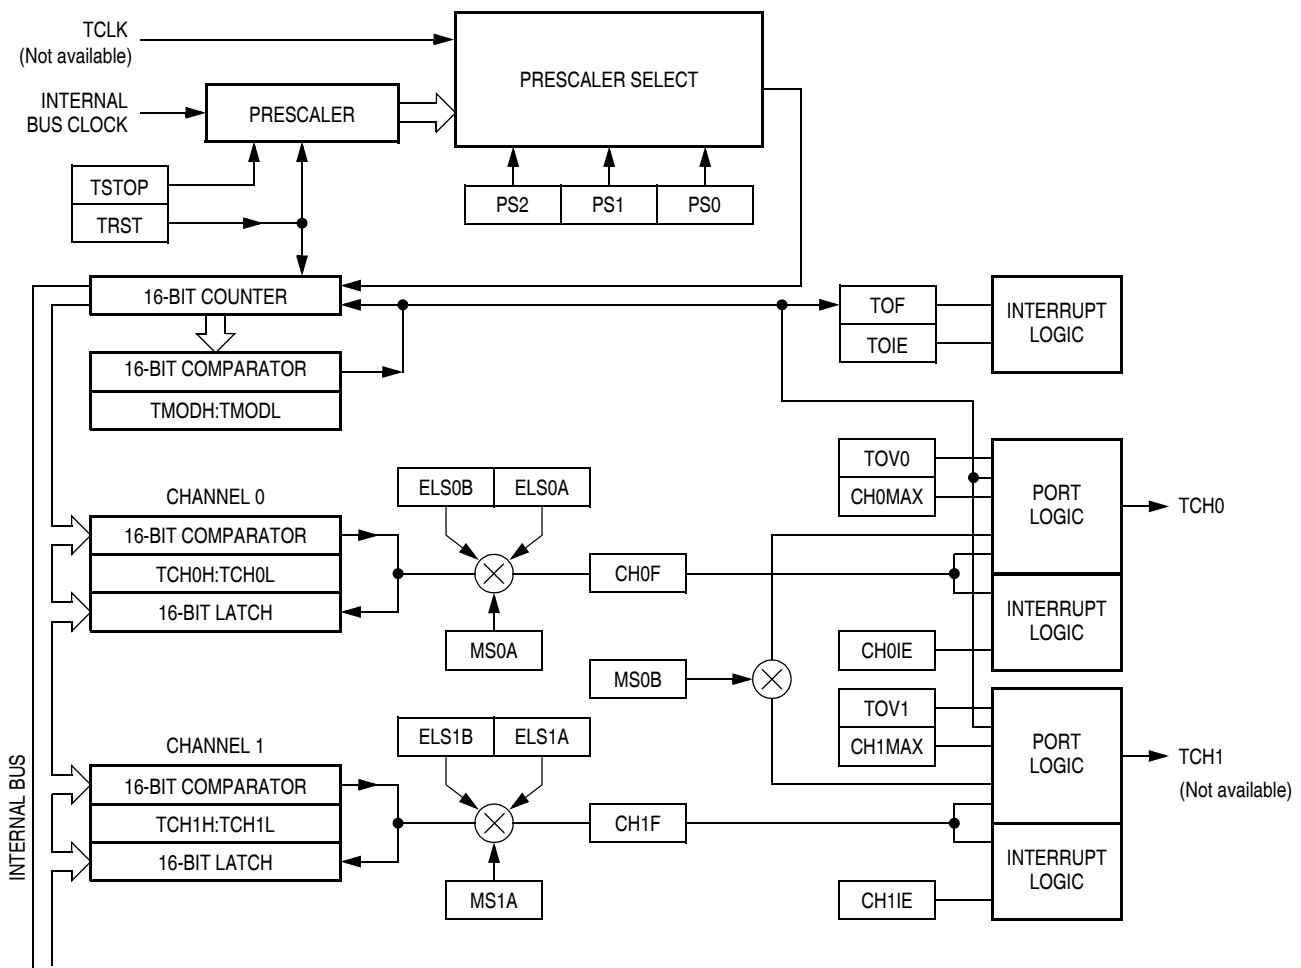 TCLK
(Not available)
INTERNAL
BUS CLOCK
PRESCALER
PRESCALER SELECT
TSTOP
TRST
PS2
PS1
PS0
16-BIT COUNTER
16-BIT COMPARATOR
TMODH:TMODL
TOF
TOIE
INTERRUPT
LOGIC
CHANNEL 0
16-BIT COMPARATOR
TCH0H:TCH0L
16-BIT LATCH
ELS0B
ELS0A
MS0A
CH0F
TOV0
CH0MAX
PORT
LOGIC
TCH0
INTERRUPT
LOGIC
CH0IE
MS0B
CHANNEL 1
16-BIT COMPARATOR
TCH1H:TCH1L
16-BIT LATCH
ELS1B
ELS1A
MS1A
CH1F
TOV1
CH1MAX
PORT
LOGIC
TCH1
(Not available)
INTERRUPT
LOGIC
CH1IE
INTERNAL BUS